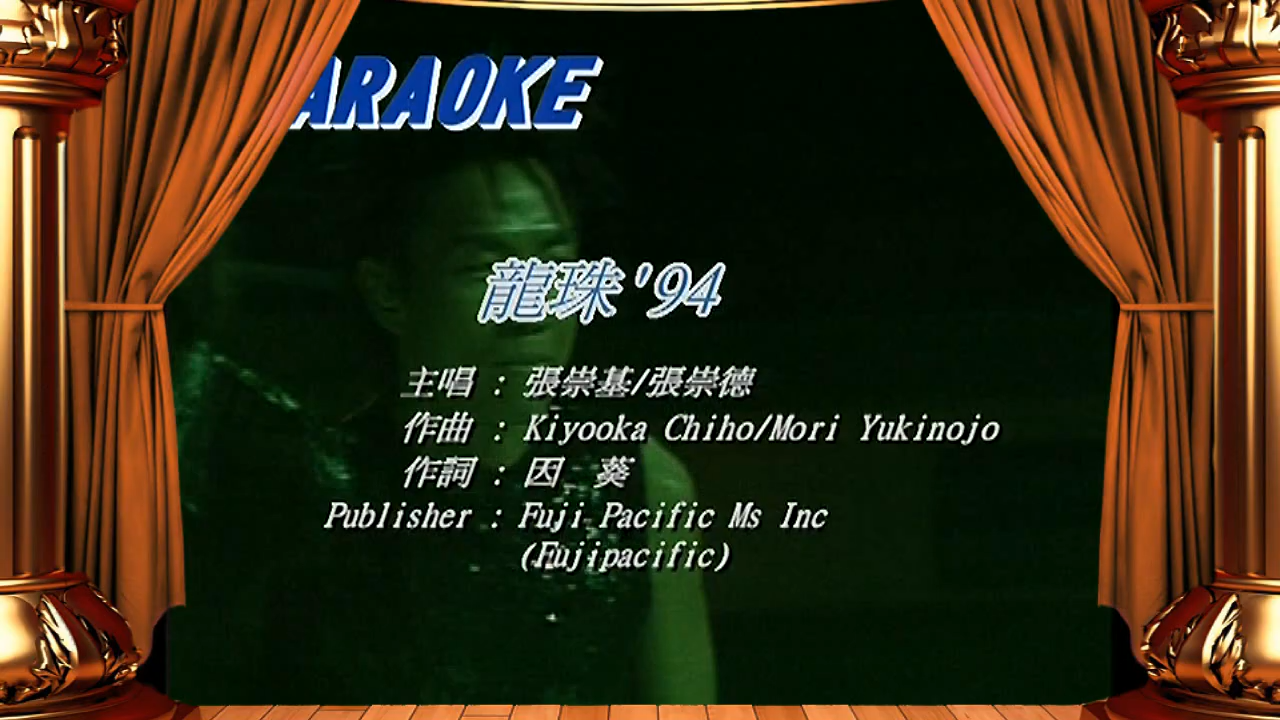 ARAOKE
龍珠'94
主唱 : 張崇基/張崇德
作曲 : Kiyooka Chiho/Mori Yukinojo
作詞 : 因 葵
Publisher : Fuji Pacific Ms Inc
(Fujipacific)